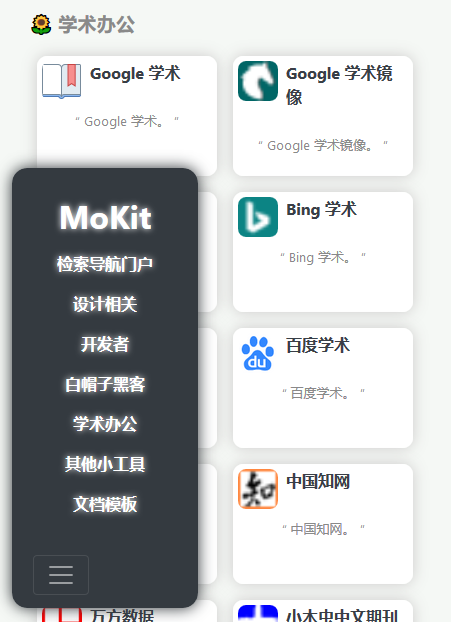 学术办公
Google 学术
“ Google 学术。 ”
Google 学术镜
像
“ Google 学术镜像。 ”
Bing 学术
“ Bing 学术。 ”
du
百度学术
“ 百度学术。 ”
知
中国知网
“ 中国知网。 ”
万方数据
小木虫中文期刊
MoKit
检索导航门户
设计相关
开发者
白帽子黑客
学术办公
其他小工具
文档模板